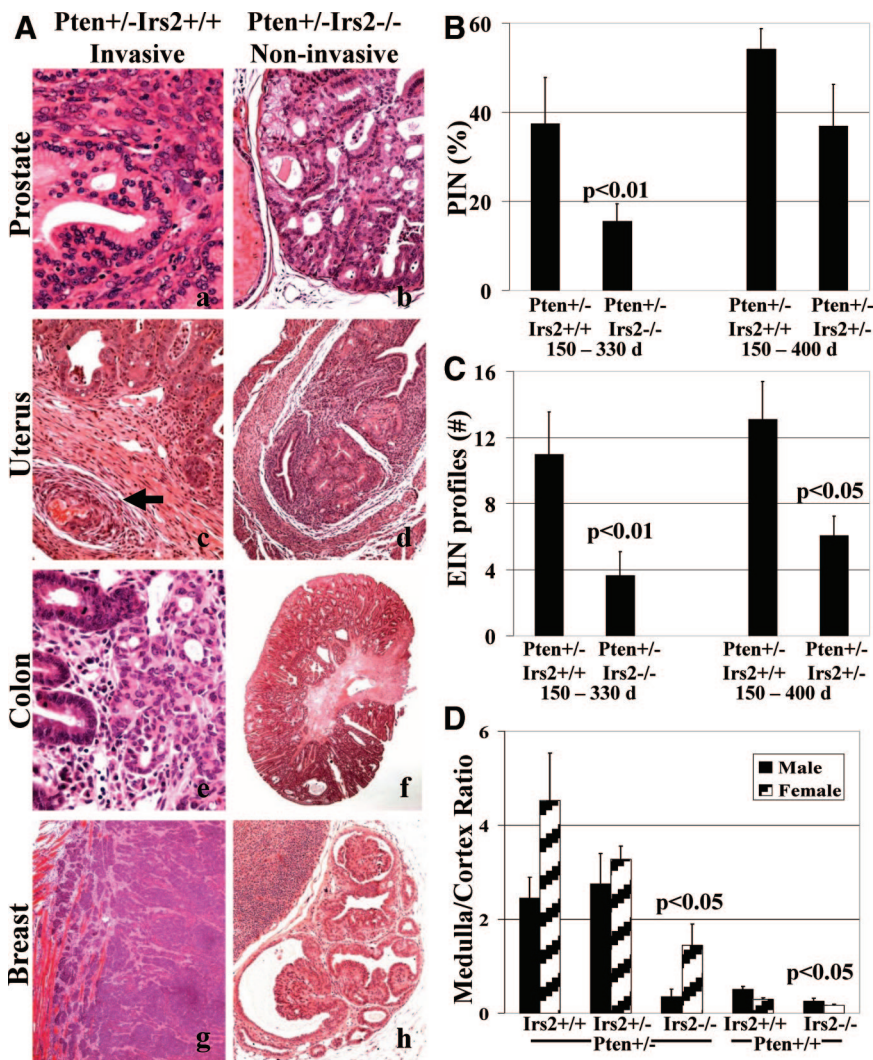 A
Pten+/-Irs2+/+
Invasive
Pten+/-Irs2-/-
Non-invasive
Prostate
a
b
Uterus
c
d
Colon
e
f
Breast
g
h
B
PIN (%)
60
40
20
0
p<0.01
Pten+/-
Irs2+/+
Pten+/-
Irs2-/-
150 – 330 d
Pten+/-
Irs2+/+
Pten+/-
Irs2+/-
150 – 400 d
C
EIN profiles (#)
16
12
8
4
0
p<0.01
p<0.05
Pten+/-
Irs2+/+
Pten+/-
Irs2-/-
150 – 330 d
Pten+/-
Irs2+/+
Pten+/-
Irs2+/-
150 – 400 d
D
Medulla/Cortex Ratio
6
4
2
0
Male
Female
p<0.05
p<0.05
Irs2+/+
Irs2+/-
Irs2-/-
Irs2+/+
Irs2-/-
Pten+/-
Pten+/+